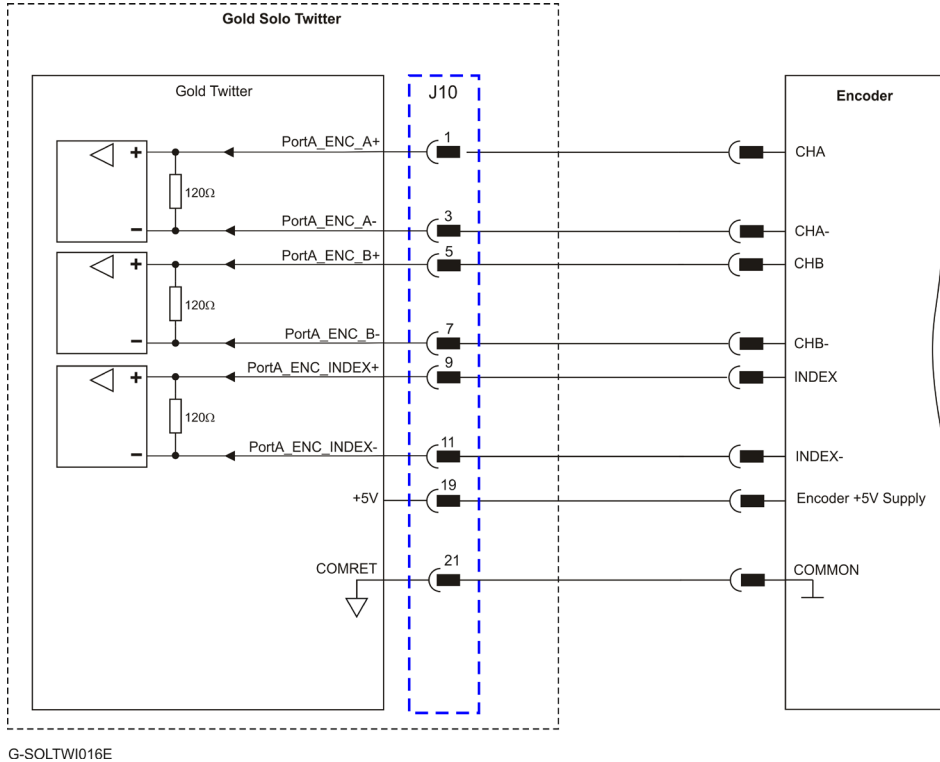 Gold Solo Twitter
Gold Twitter
J10
Encoder
PortA_ENC_A+
1
CHA
+
120Ω
PortA_ENC_A-
3
CHA-
-
PortA_ENC_B+
5
CHB
+
120Ω
PortA_ENC_B-
7
CHB-
-
PortA_ENC_INDEX+
9
INDEX
+
120Ω
PortA_ENC_INDEX-
11
INDEX-
-
+5V
19
Encoder +5V Supply
COMRET
21
COMMON
G-SOLTWI016E